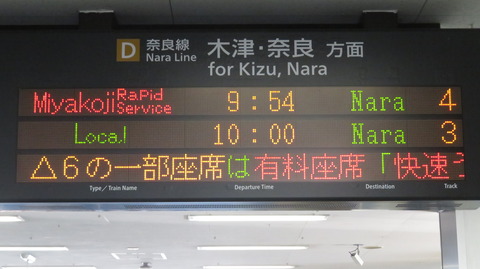 D 奈良線 木津・奈良 方面
Nara Line for Kizu, Nara
Miyakoji Rapid Service 9:54 Nara 4
Local 10:00 Nara 3
△6の一部座席は有料座席「快速う
Type／Train Name Departure Time Destination Track